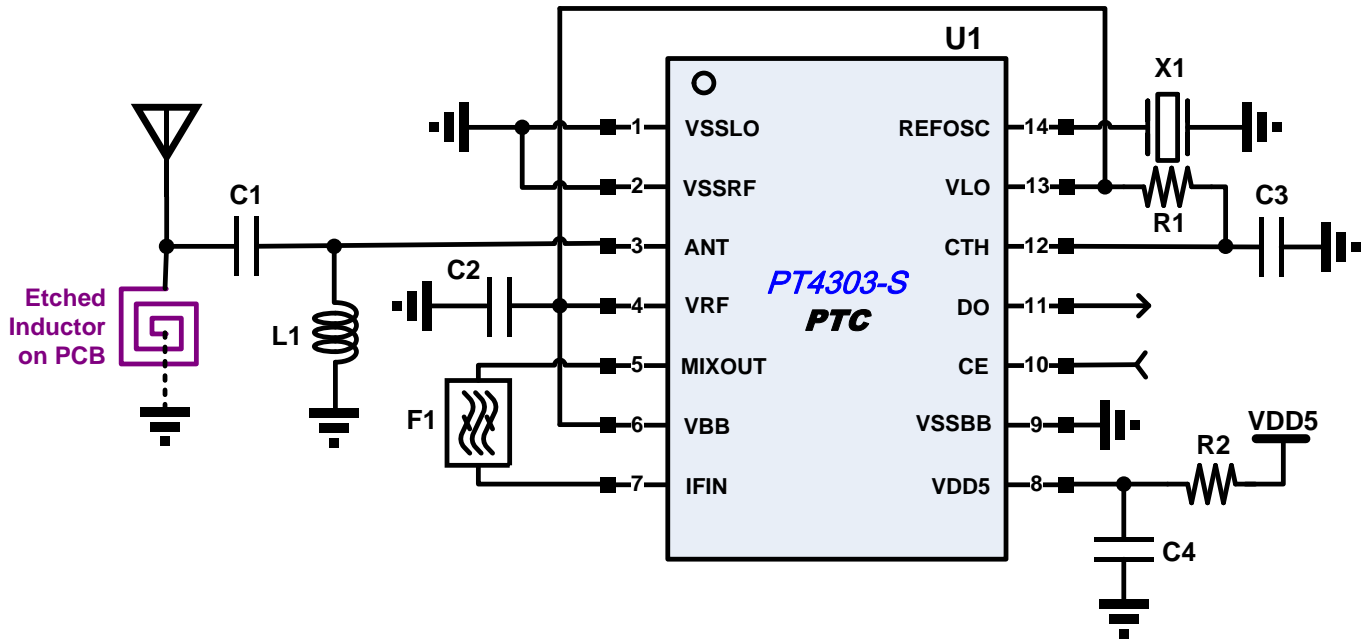 U1
X1
1 VSSLO REFOSC 14
2 VSSRF VLO 13
C1
R1
C3
3 ANT CTH 12
C2
PT4303-S
PTC
Etched
Inductor
on PCB
L1
4 VRF DO 11
5 MIXOUT CE 10
F1
6 VBB VSSBB 9
VDD5
R2
7 IFIN VDD5 8
C4